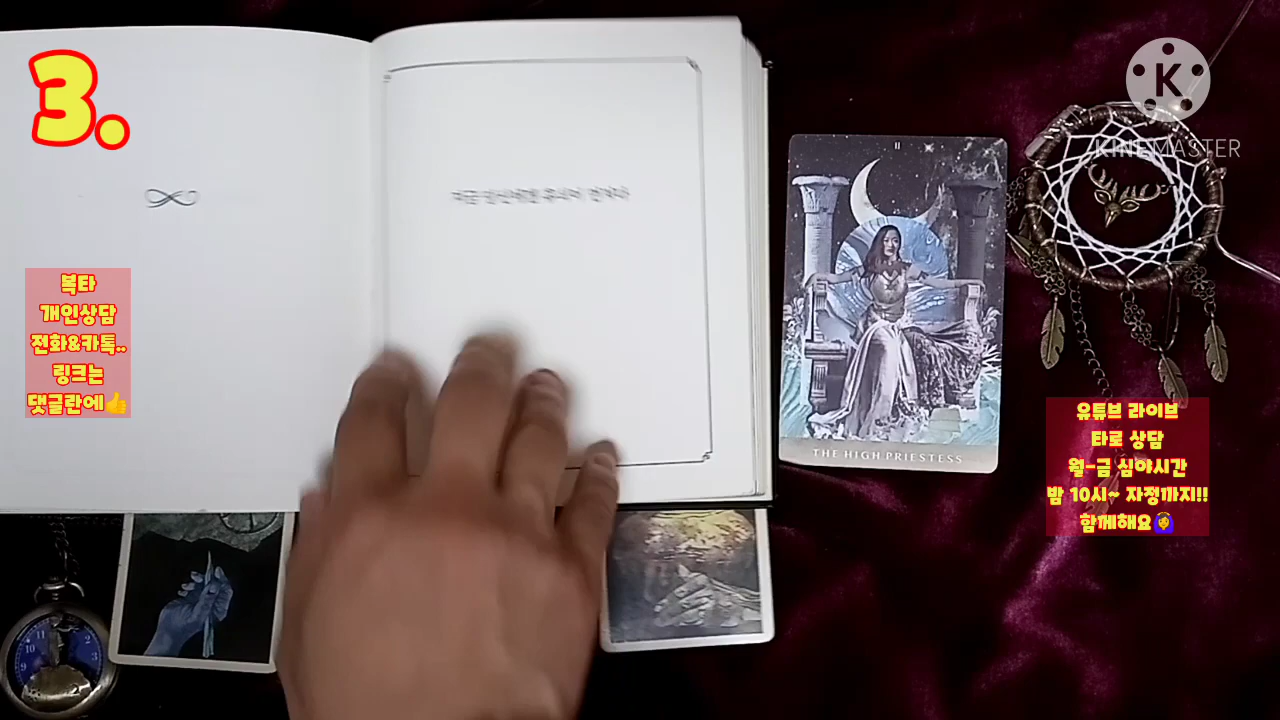 3.
복타
개인상담
전화&카톡..
링크는
댓글란에👍
II
THE HIGH PRIESTESS
K
KINEMASTER
유튜브 라이브
타로 상담
월-금 심야시간
밤 10시~ 자정까지!!
함께해요🙆‍♀️